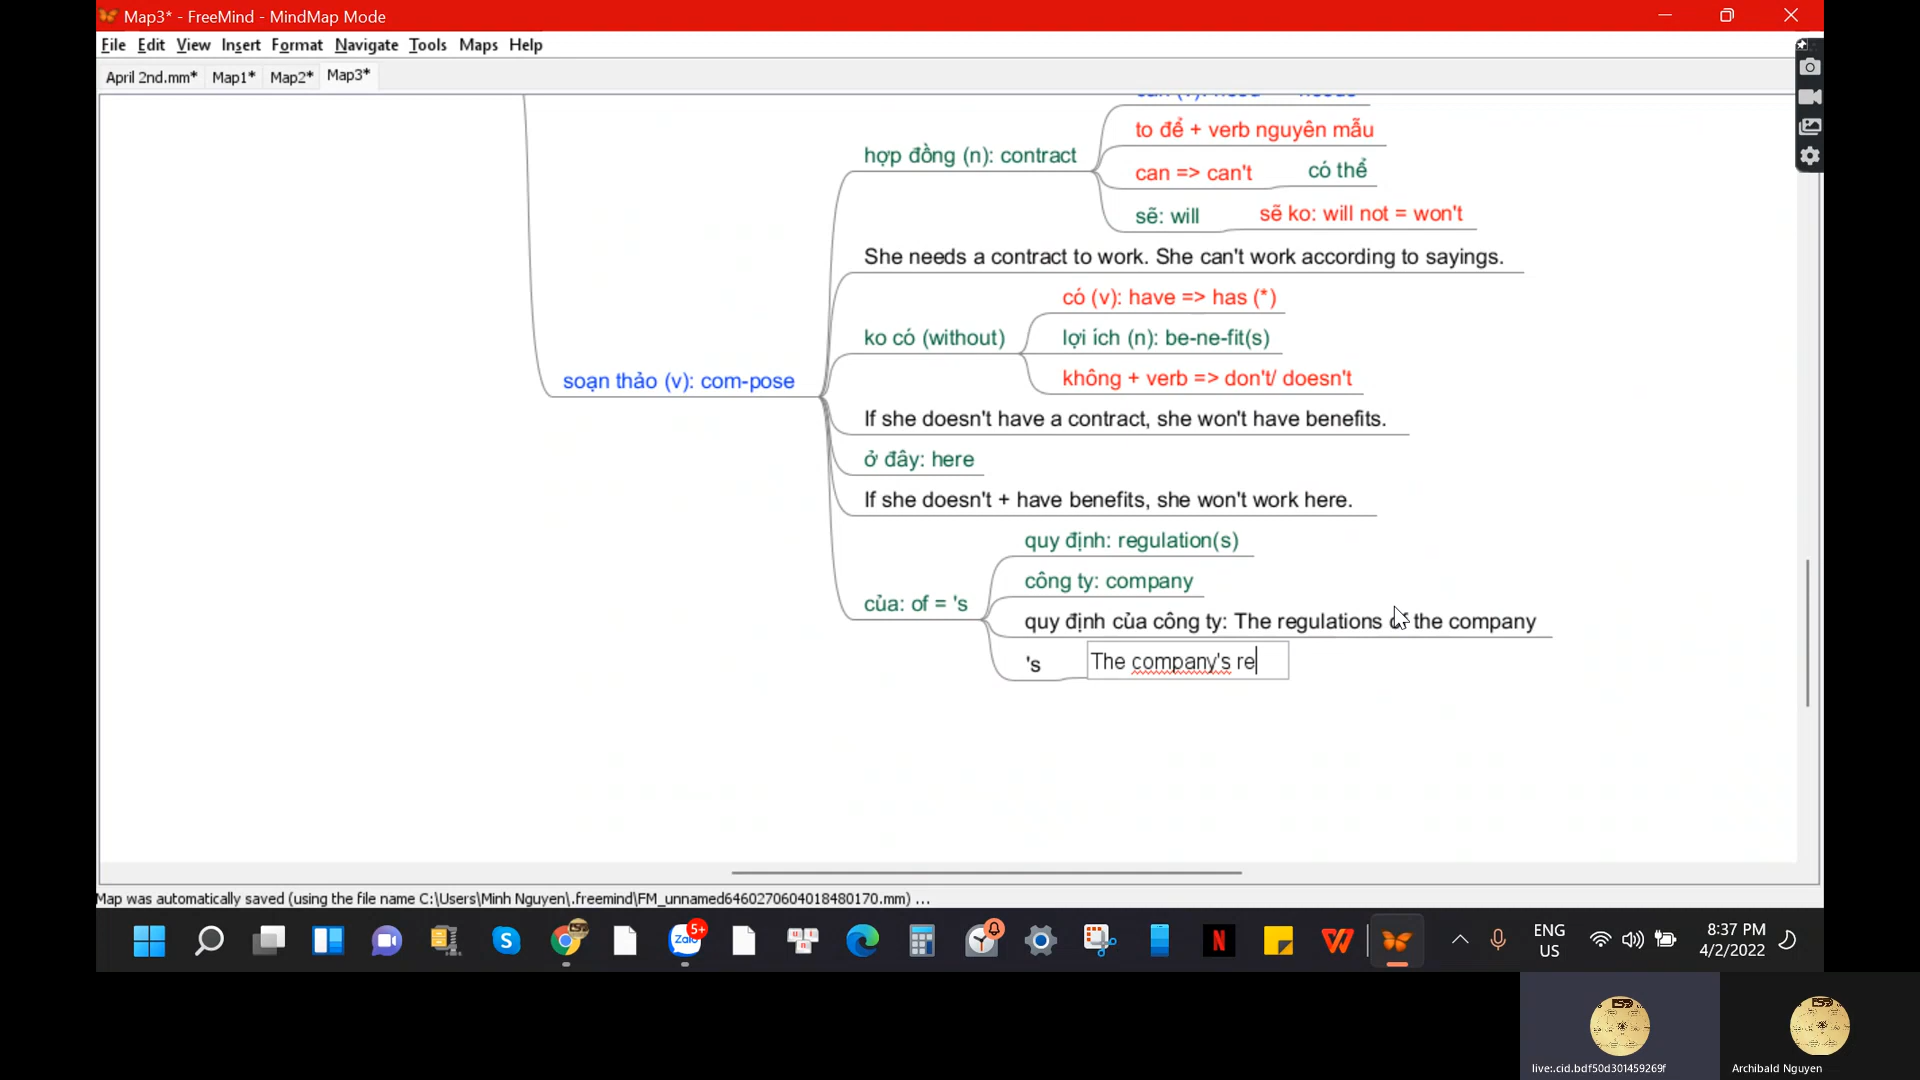 Map3* - FreeMind - MindMap Mode
File Edit View Insert Format Navigate Tools Maps Help
April 2nd.mm* Map1* Map2* Map3*
to để + verb nguyên mẫu
hợp đồng (n): contract
can => can't có thể
sẽ: will sẽ ko: will not = won't
She needs a contract to work. She can't work according to sayings.
có (v): have => has (*)
ko có (without)
lợi ích (n): be-ne-fit(s)
không + verb => don't/ doesn't
soạn thảo (v): com-pose
If she doesn't have a contract, she won't have benefits.
ở đây: here
If she doesn't + have benefits, she won't work here.
quy định: regulation(s)
công ty: company
của: of = 's
quy định của công ty: The regulations of the company
's The company's re
Map was automatically saved (using the file name C:\Users\Minh Nguyen\.freemind\FM_unnamed6460270604018480170.mm) ...
Zalo 5+
ENG
US
8:37 PM
4/2/2022
live:.cid.bdf50d301459269f
Archibald Nguyen